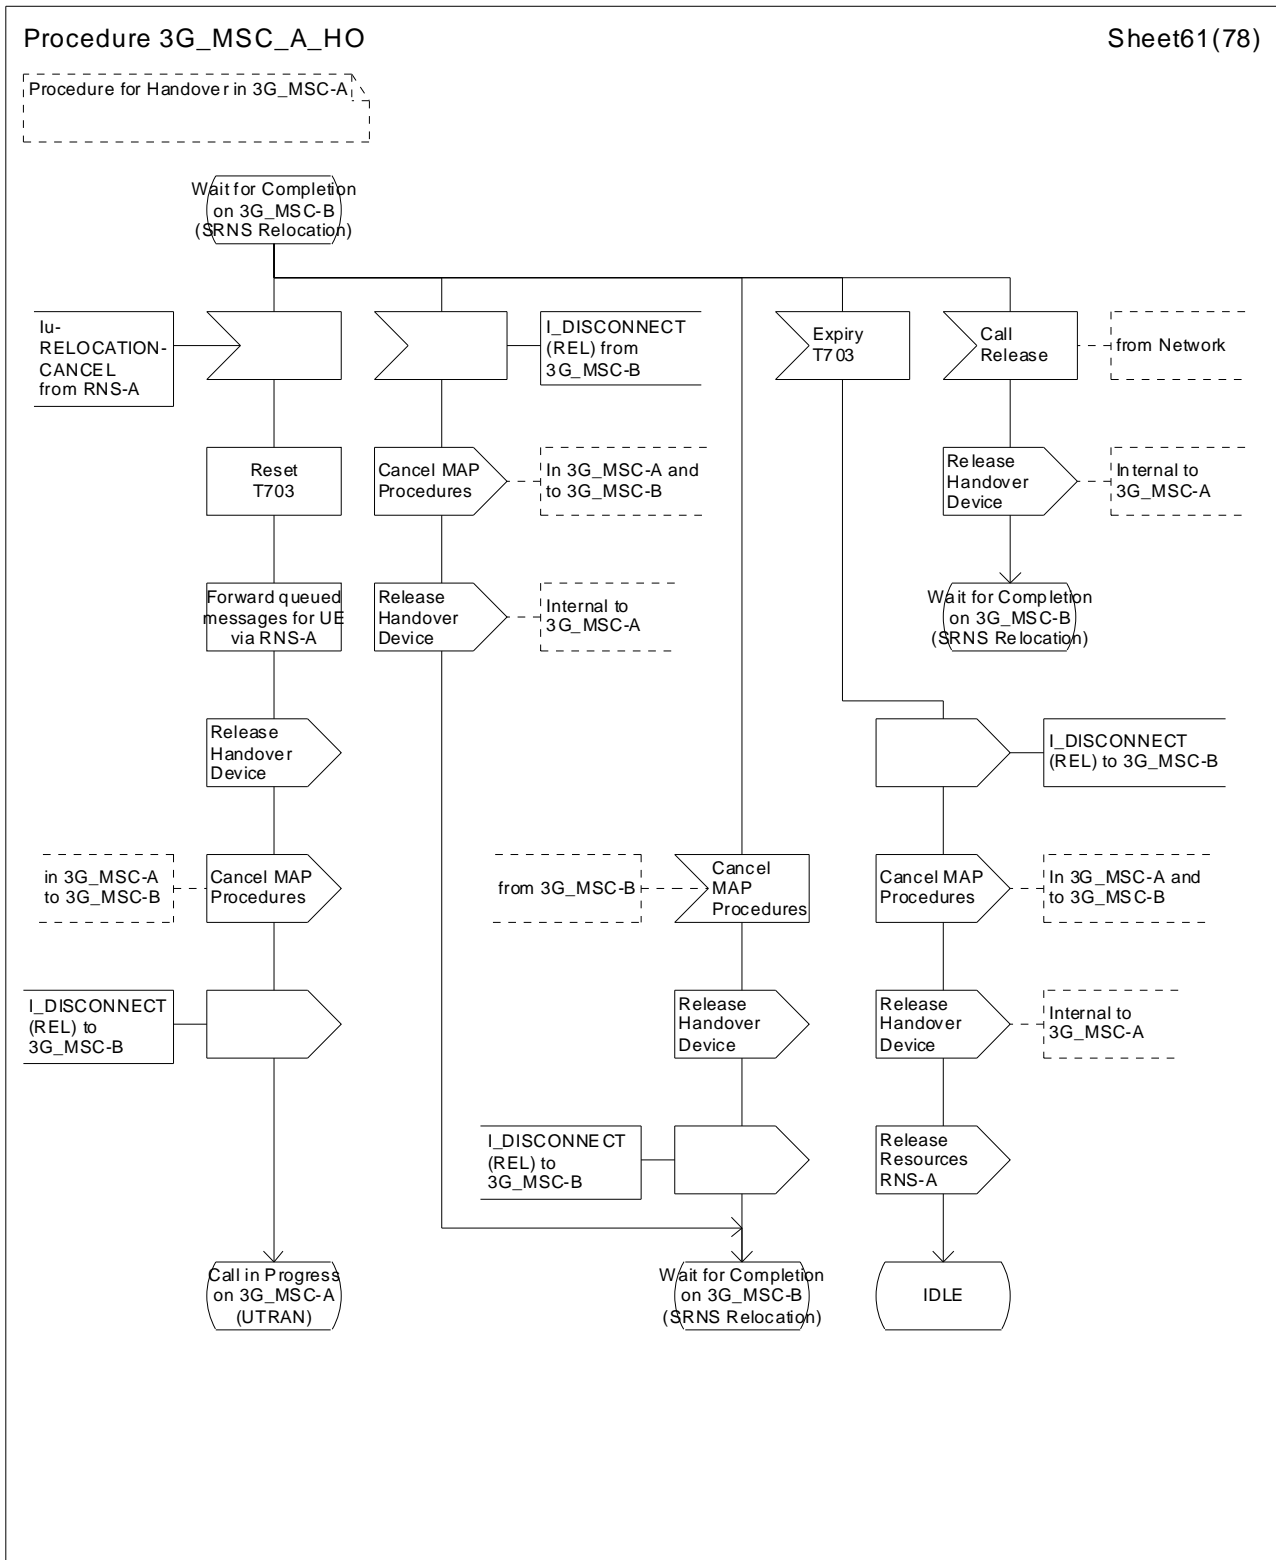 Procedure 3G_MSC_A_HO
Sheet61(78)
Procedure for Handover in 3G_MSC-A
Wait for Completion
on 3G_MSC-B
(SRNS Relocation)
Iu-
RELOCATION-
CANCEL
from RNS-A
I_DISCONNECT
(REL) from
3G_MSC-B
Expiry
T703
Call
Release
from Network
Reset
T703
Cancel MAP
Procedures
In 3G_MSC-A and
to 3G_MSC-B
Release
Handover
Device
Internal to
3G_MSC-A
Forward queued
messages for UE
via RNS-A
Release
Handover
Device
Internal to
3G_MSC-A
Wait for Completion
on 3G_MSC-B
(SRNS Relocation)
Release
Handover
Device
I_DISCONNECT
(REL) to 3G_MSC-B
in 3G_MSC-A
to 3G_MSC-B
Cancel MAP
Procedures
from 3G_MSC-B
Cancel
MAP
Procedures
Cancel MAP
Procedures
In 3G_MSC-A and
to 3G_MSC-B
I_DISCONNECT
(REL) to
3G_MSC-B
Release
Handover
Device
Release
Handover
Device
Internal to
3G_MSC-A
I_DISCONNECT
(REL) to
3G_MSC-B
Release
Resources
RNS-A
Call in Progress
on 3G_MSC-A
(UTRAN)
Wait for Completion
on 3G_MSC-B
(SRNS Relocation)
IDLE